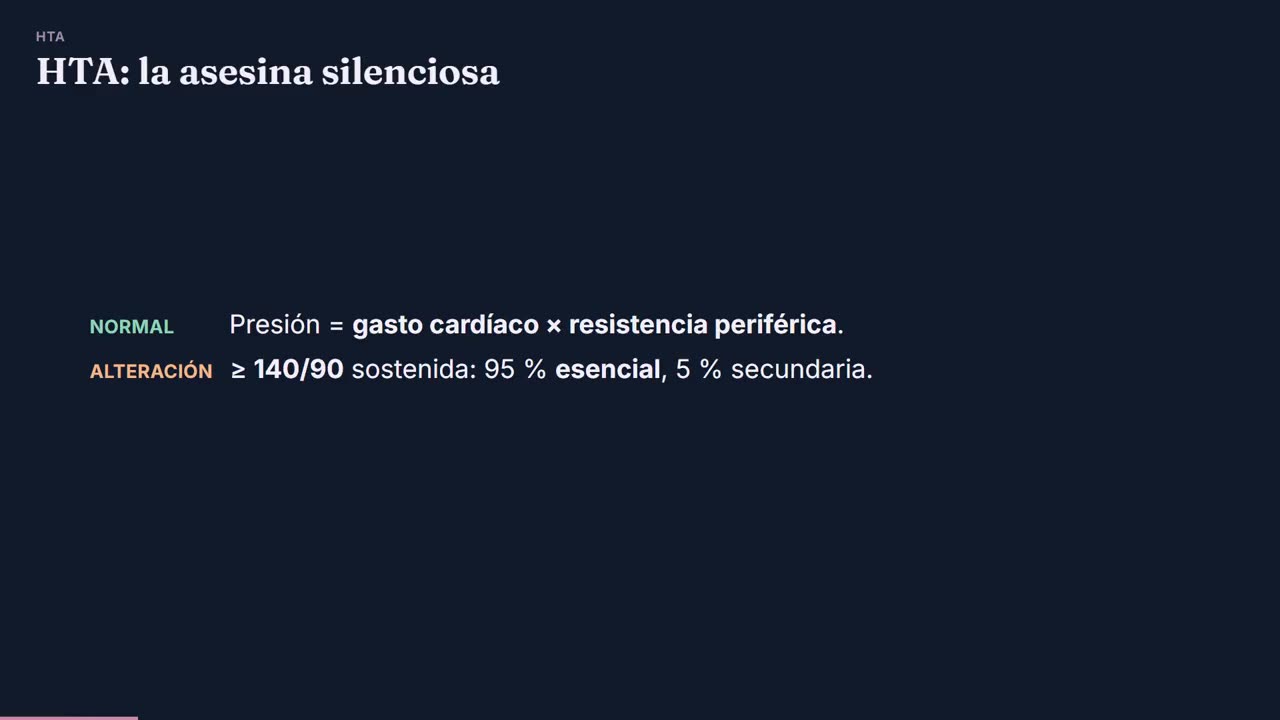 HTA
HTA: la asesina silenciosa
NORMAL Presión = gasto cardíaco × resistencia periférica.
ALTERACIÓN ≥ 140/90 sostenida: 95 % esencial, 5 % secundaria.